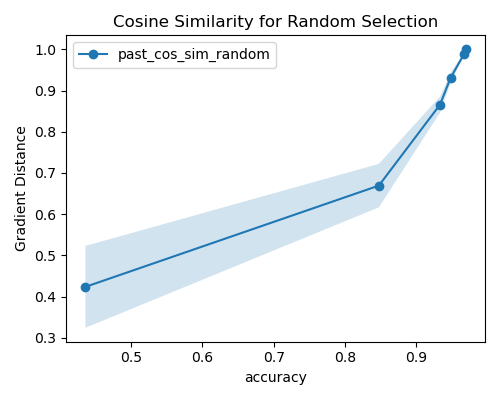 Cosine Similarity for Random Selection
past_cos_sim_random
Gradient Distance
1.0
0.9
0.8
0.7
0.6
0.5
0.4
0.3
0.5 0.6 0.7 0.8 0.9
accuracy